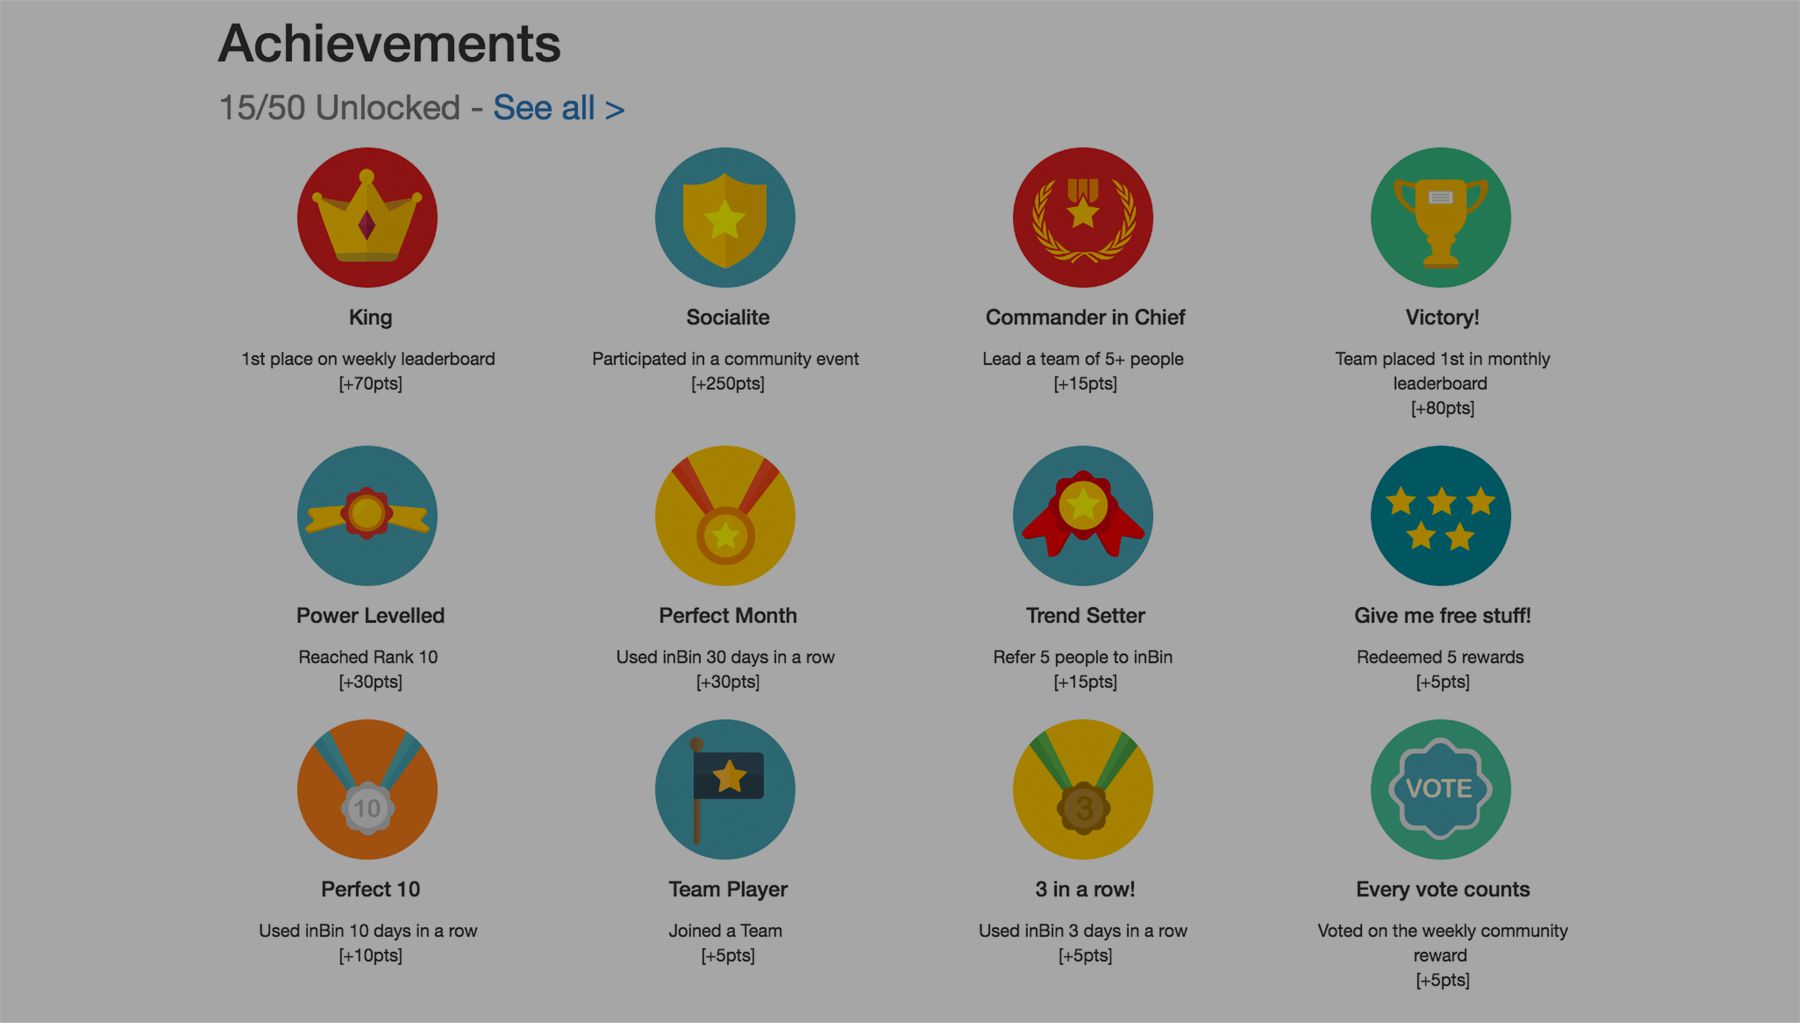 Achievements
15/50 Unlocked - See all >
King
1st place on weekly leaderboard
[+70pts]
Socialite
Participated in a community event
[+250pts]
Commander in Chief
Lead a team of 5+ people
[+15pts]
Victory!
Team placed 1st in monthly
leaderboard
[+80pts]
Power Levelled
Reached Rank 10
[+30pts]
Perfect Month
Used inBin 30 days in a row
[+30pts]
Trend Setter
Refer 5 people to inBin
[+15pts]
Give me free stuff!
Redeemed 5 rewards
[+5pts]
10
Perfect 10
Used inBin 10 days in a row
[+10pts]
Team Player
Joined a Team
[+5pts]
3
3 in a row!
Used inBin 3 days in a row
[+5pts]
VOTE
Every vote counts
Voted on the weekly community
reward
[+5pts]